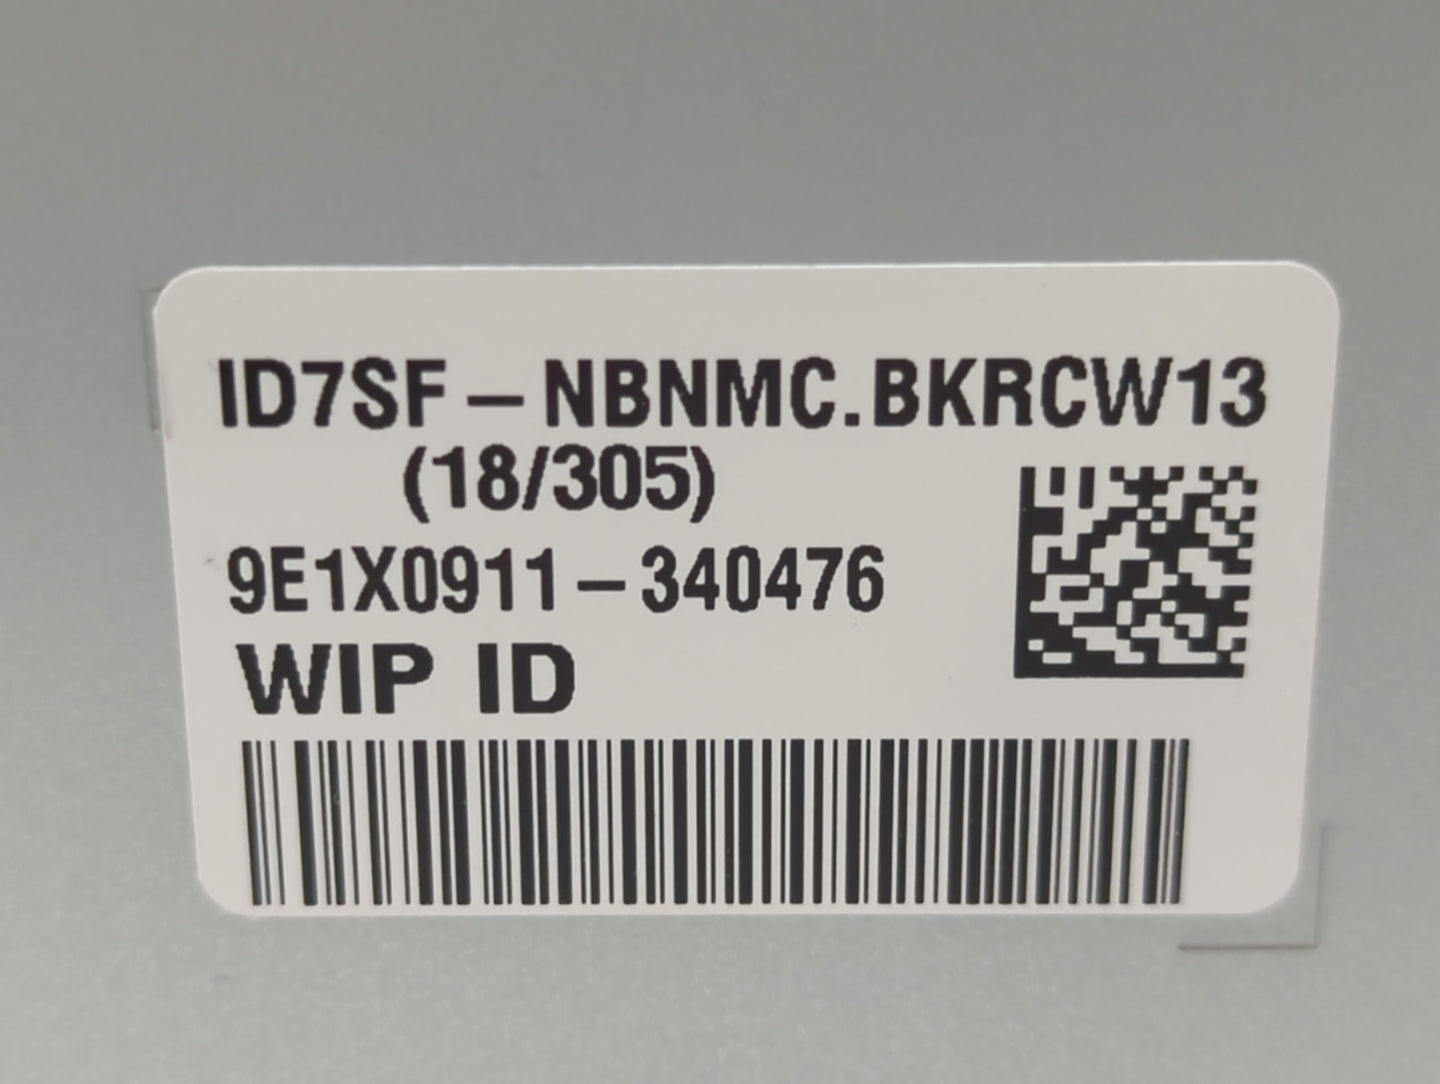 ID7SF-NBNMC.BKRCW13
(18/305)
9E1X0911-340476
WIP ID